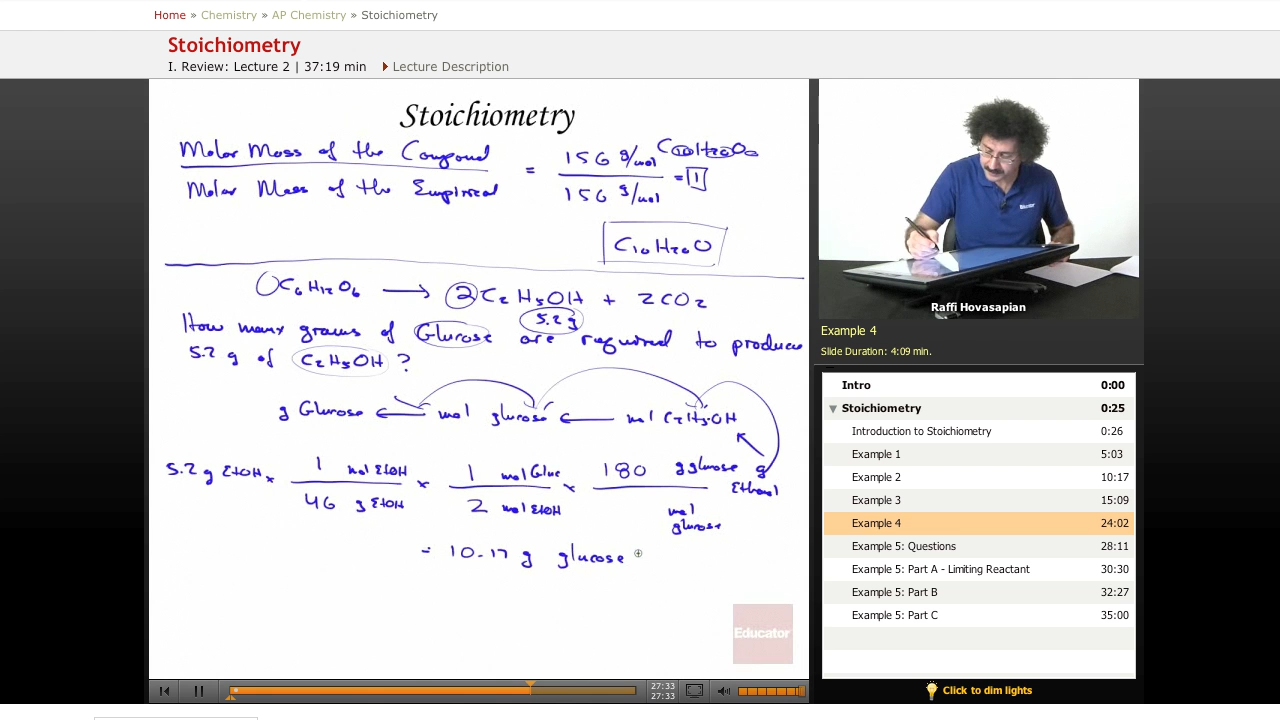 Home » Chemistry » AP Chemistry » Stoichiometry
Stoichiometry
I. Review: Lecture 2 | 37:19 min Lecture Description
Stoichiometry
Molar Mass of the Compound
Molar Mass of the Empirical
= 156 g/mol
156 g/mol
= 1
C10H20O
C10H20O
C6H12O6 → 2C2H5OH + 2CO2
5.2 g
How many grams of Glucose are required to produce
5.2 g of C2H5OH ?
g Glucose ← mol glucose ← mol C2H5OH
g Ethanol
5.2 g EtOH x 1 mol EtOH x 1 mol Gluc x 180 g glucose
46 g EtOH 2 mol EtOH mol glucose
= 10.17 g glucose
Educator
27:33
27:33
Educator
Raffi Hovasapian
Example 4
Slide Duration: 4:09 min.
Intro 0:00
Stoichiometry 0:25
Introduction to Stoichiometry 0:26
Example 1 5:03
Example 2 10:17
Example 3 15:09
Example 4 24:02
Example 5: Questions 28:11
Example 5: Part A - Limiting Reactant 30:30
Example 5: Part B 32:27
Example 5: Part C 35:00
Click to dim lights